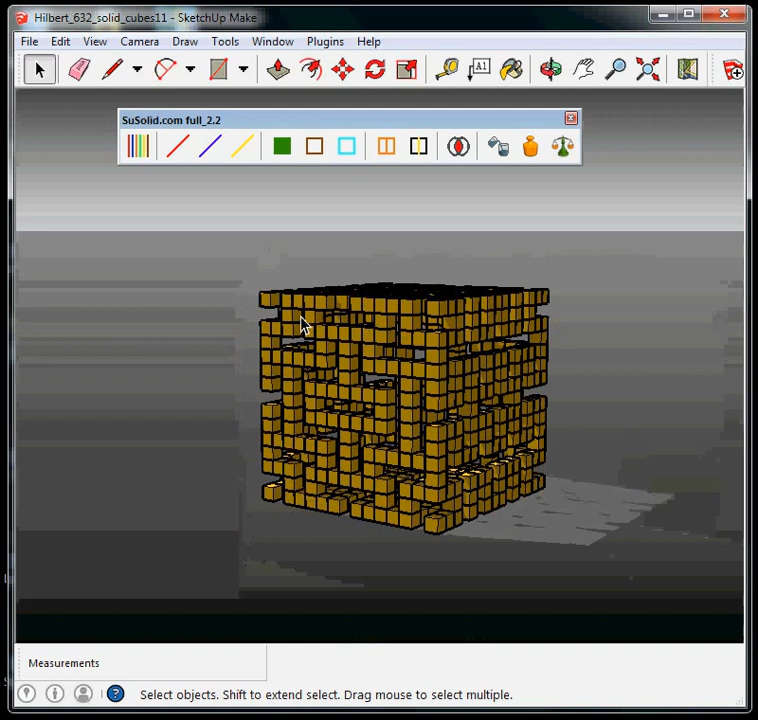 Hilbert_632_solid_cubes11 - SketchUp Make
File Edit View Camera Draw Tools Window Plugins Help
A1
SuSolid.com full_2.2
Measurements
Select objects. Shift to extend select. Drag mouse to select multiple.